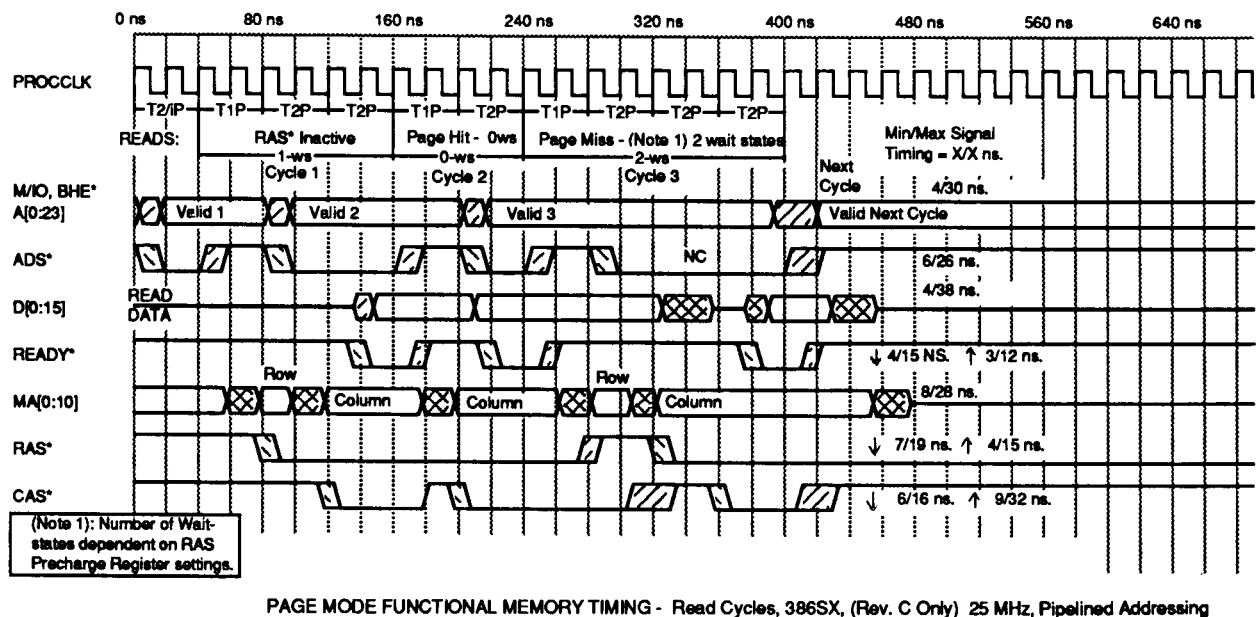 0 ns 80 ns 160 ns 240 ns 320 ns 400 ns 480 ns 560 ns 640 ns
PROCCLK
T2/iP T1P T2P T2P T1P T2P T1P T2P T2P T2P
READS: RAS* Inactive Page Hit - 0ws Page Miss - (Note 1) 2 wait states
1-ws 0-ws 2-ws
Cycle 1 Cycle 2 Cycle 3
Min/Max Signal
Timing = X/X ns.
Next
Cycle
M/IO, BHE* 4/30 ns.
A[0:23] Valid 1 Valid 2 Valid 3 Valid Next Cycle
ADS* NC 6/26 ns.
4/38 ns.
D[0:15] READ
DATA
READY* ↓ 4/15 NS. ↑ 3/12 ns.
Row Row
MA[0:10] Column Column Column 8/28 ns.
RAS* ↓ 7/19 ns. ↑ 4/15 ns.
CAS* ↓ 6/16 ns. ↑ 9/32 ns.
(Note 1): Number of Wait-
states dependent on RAS
Precharge Register settings.
PAGE MODE FUNCTIONAL MEMORY TIMING - Read Cycles, 386SX, (Rev. C Only) 25 MHz, Pipelined Addressing